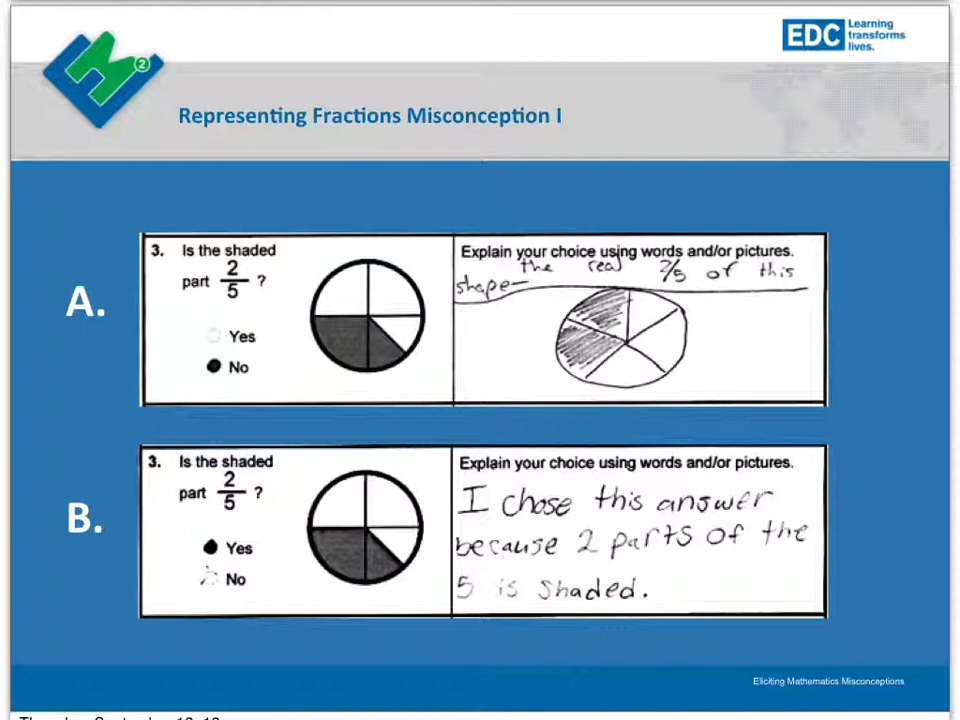 EDC Learning
transforms
lives.
M 2
Representing Fractions Misconception I
A.
3. Is the shaded
part 2/5 ?
Yes
No
Explain your choice using words and/or pictures.
the real 2/5 of this
shape—
B.
3. Is the shaded
part 2/5 ?
Yes
No
Explain your choice using words and/or pictures.
I chose this answer
because 2 parts of the
5 is shaded.
Eliciting Mathematics Misconceptions